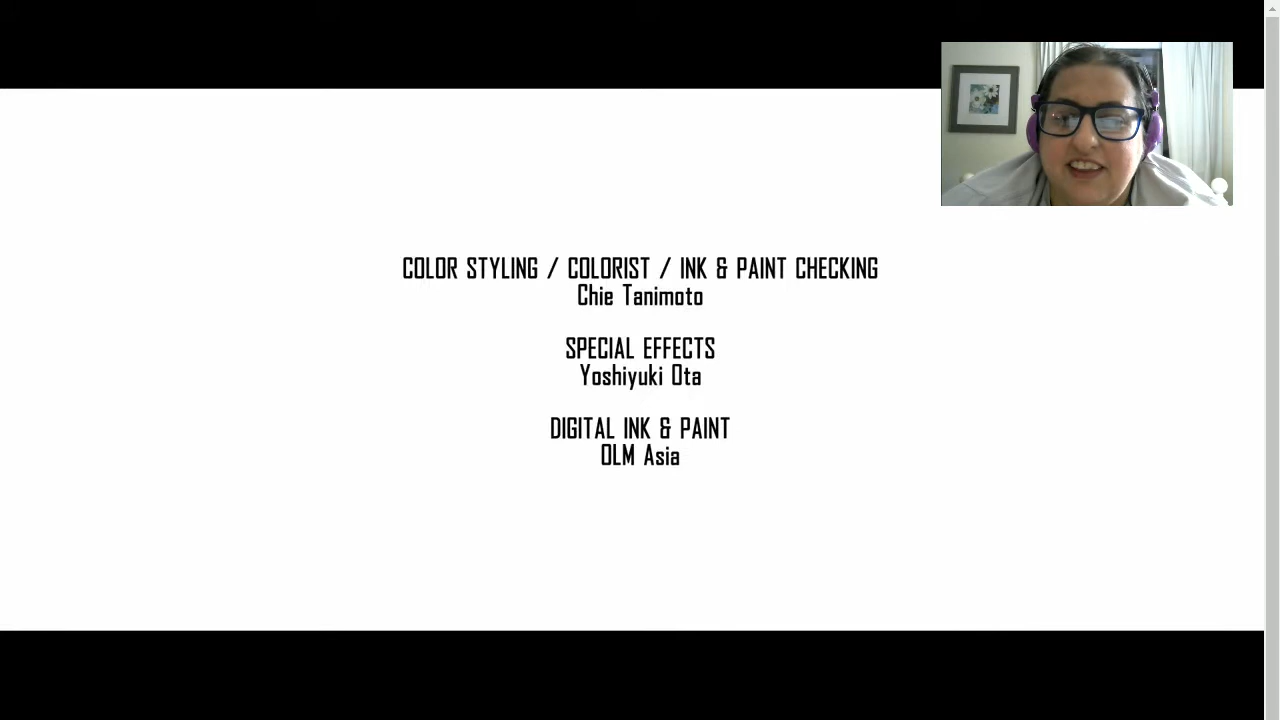 COLOR STYLING / COLORIST / INK & PAINT CHECKING
Chie Tanimoto
SPECIAL EFFECTS
Yoshiyuki Ota
DIGITAL INK & PAINT
OLM Asia